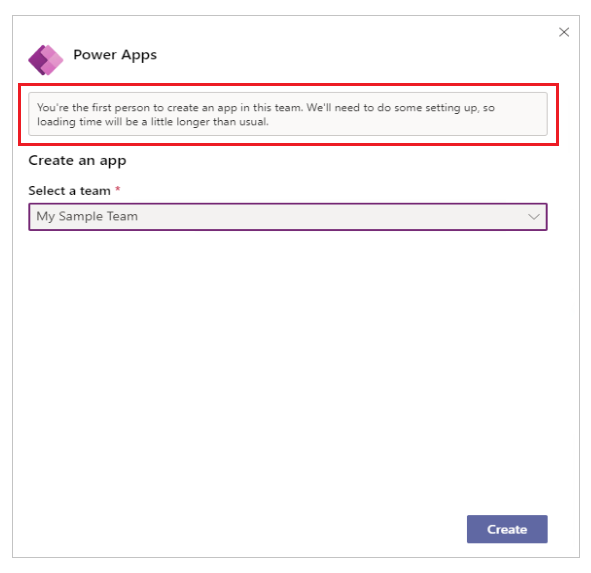 Power Apps
You're the first person to create an app in this team. We'll need to do some setting up, so
loading time will be a little longer than usual.
Create an app
Select a team *
My Sample Team
Create